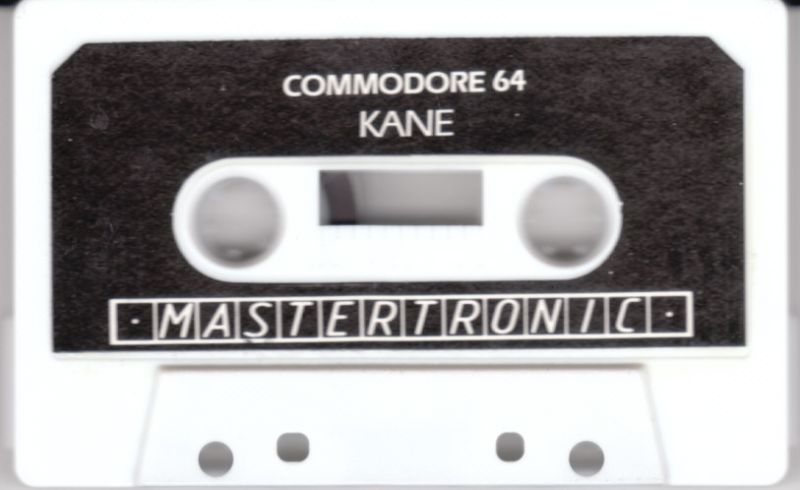 COMMODORE 64
KANE
· MASTERTRONIC ·